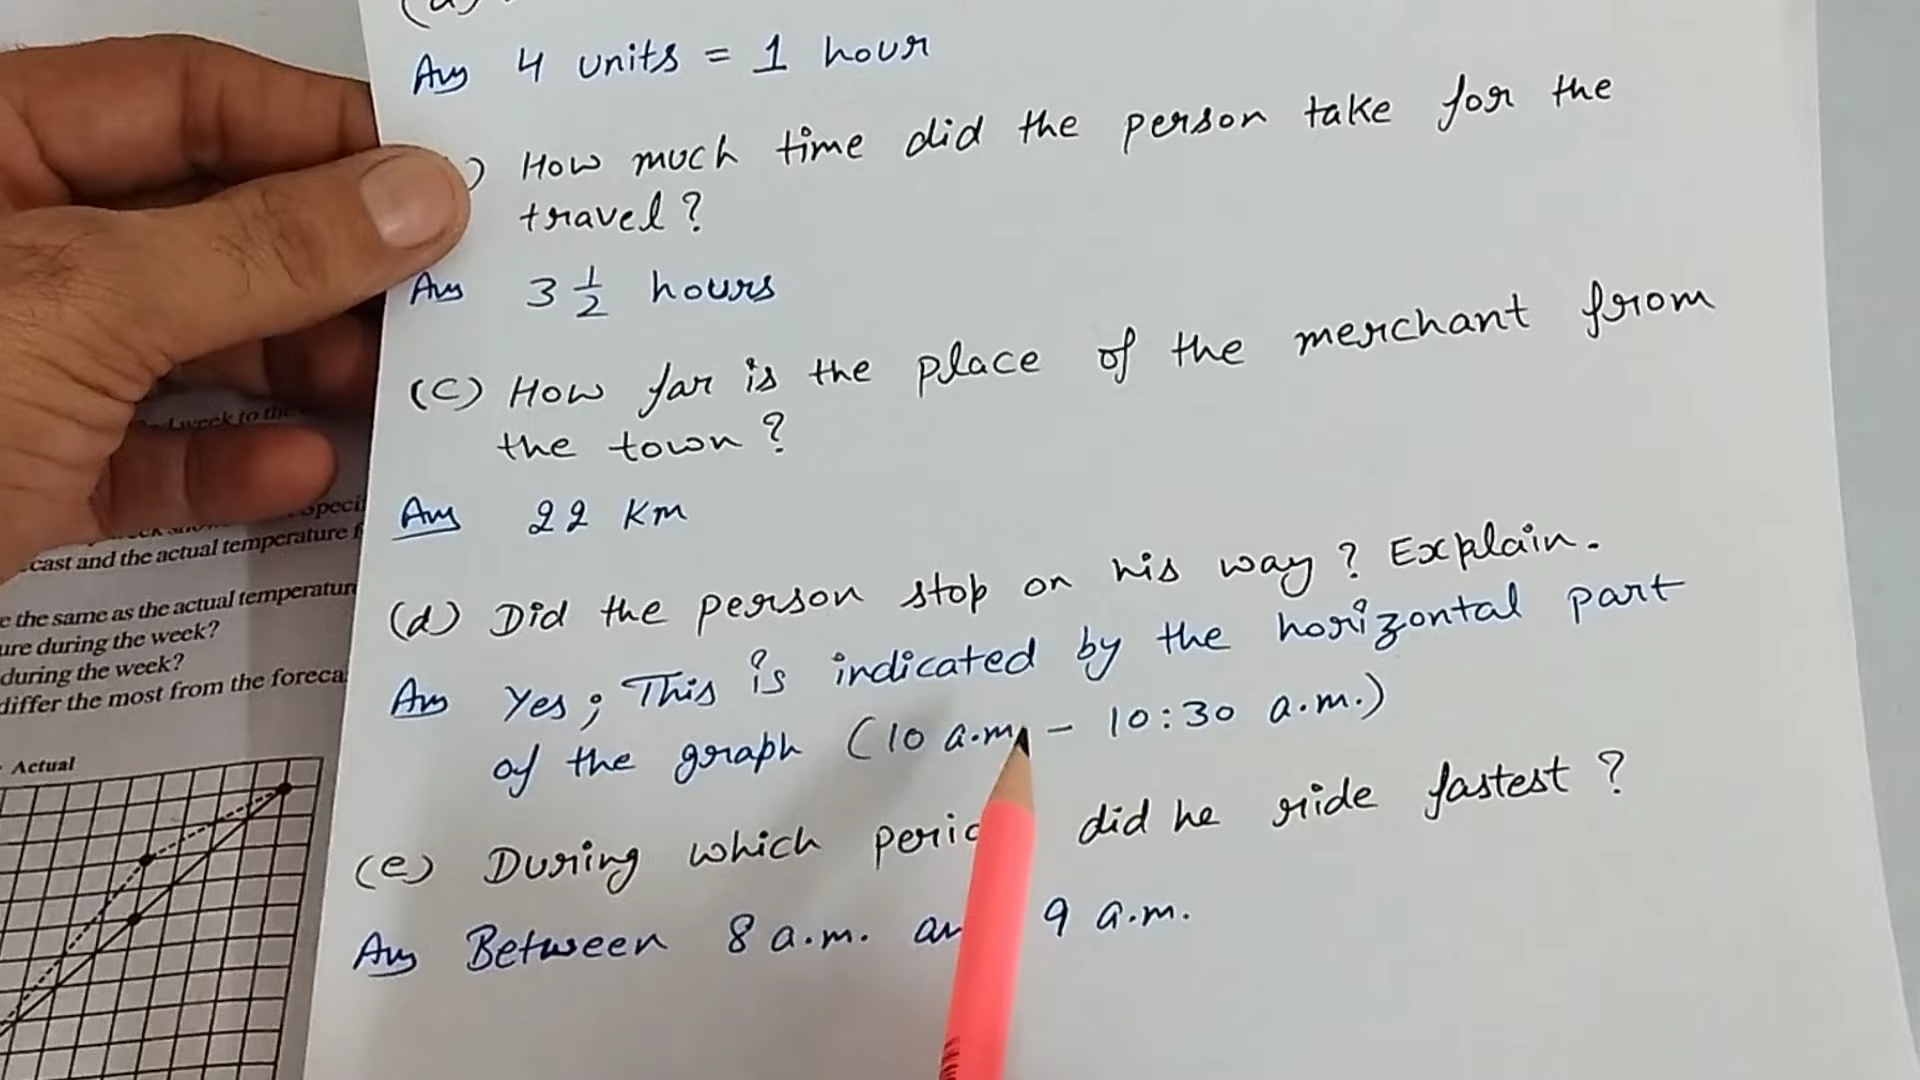 Ans 4 units = 1 hour
) How much time did the person take for the
travel?
Ans 3 1/2 hours
(C) How far is the place of the merchant from
the town?
Ans 22 Km
(d) Did the person stop on his way? Explain.
Ans Yes; This is indicated by the horizontal part
of the graph (10 a.m. - 10:30 a.m.)
(e) During which did he ride fastest?
Ans Between 8 a.m. 9 a.m.
week to the
cast and the actual temperature
e the same as the actual temperatur
ure during the week?
during the week?
differ the most from the foreca
Actual